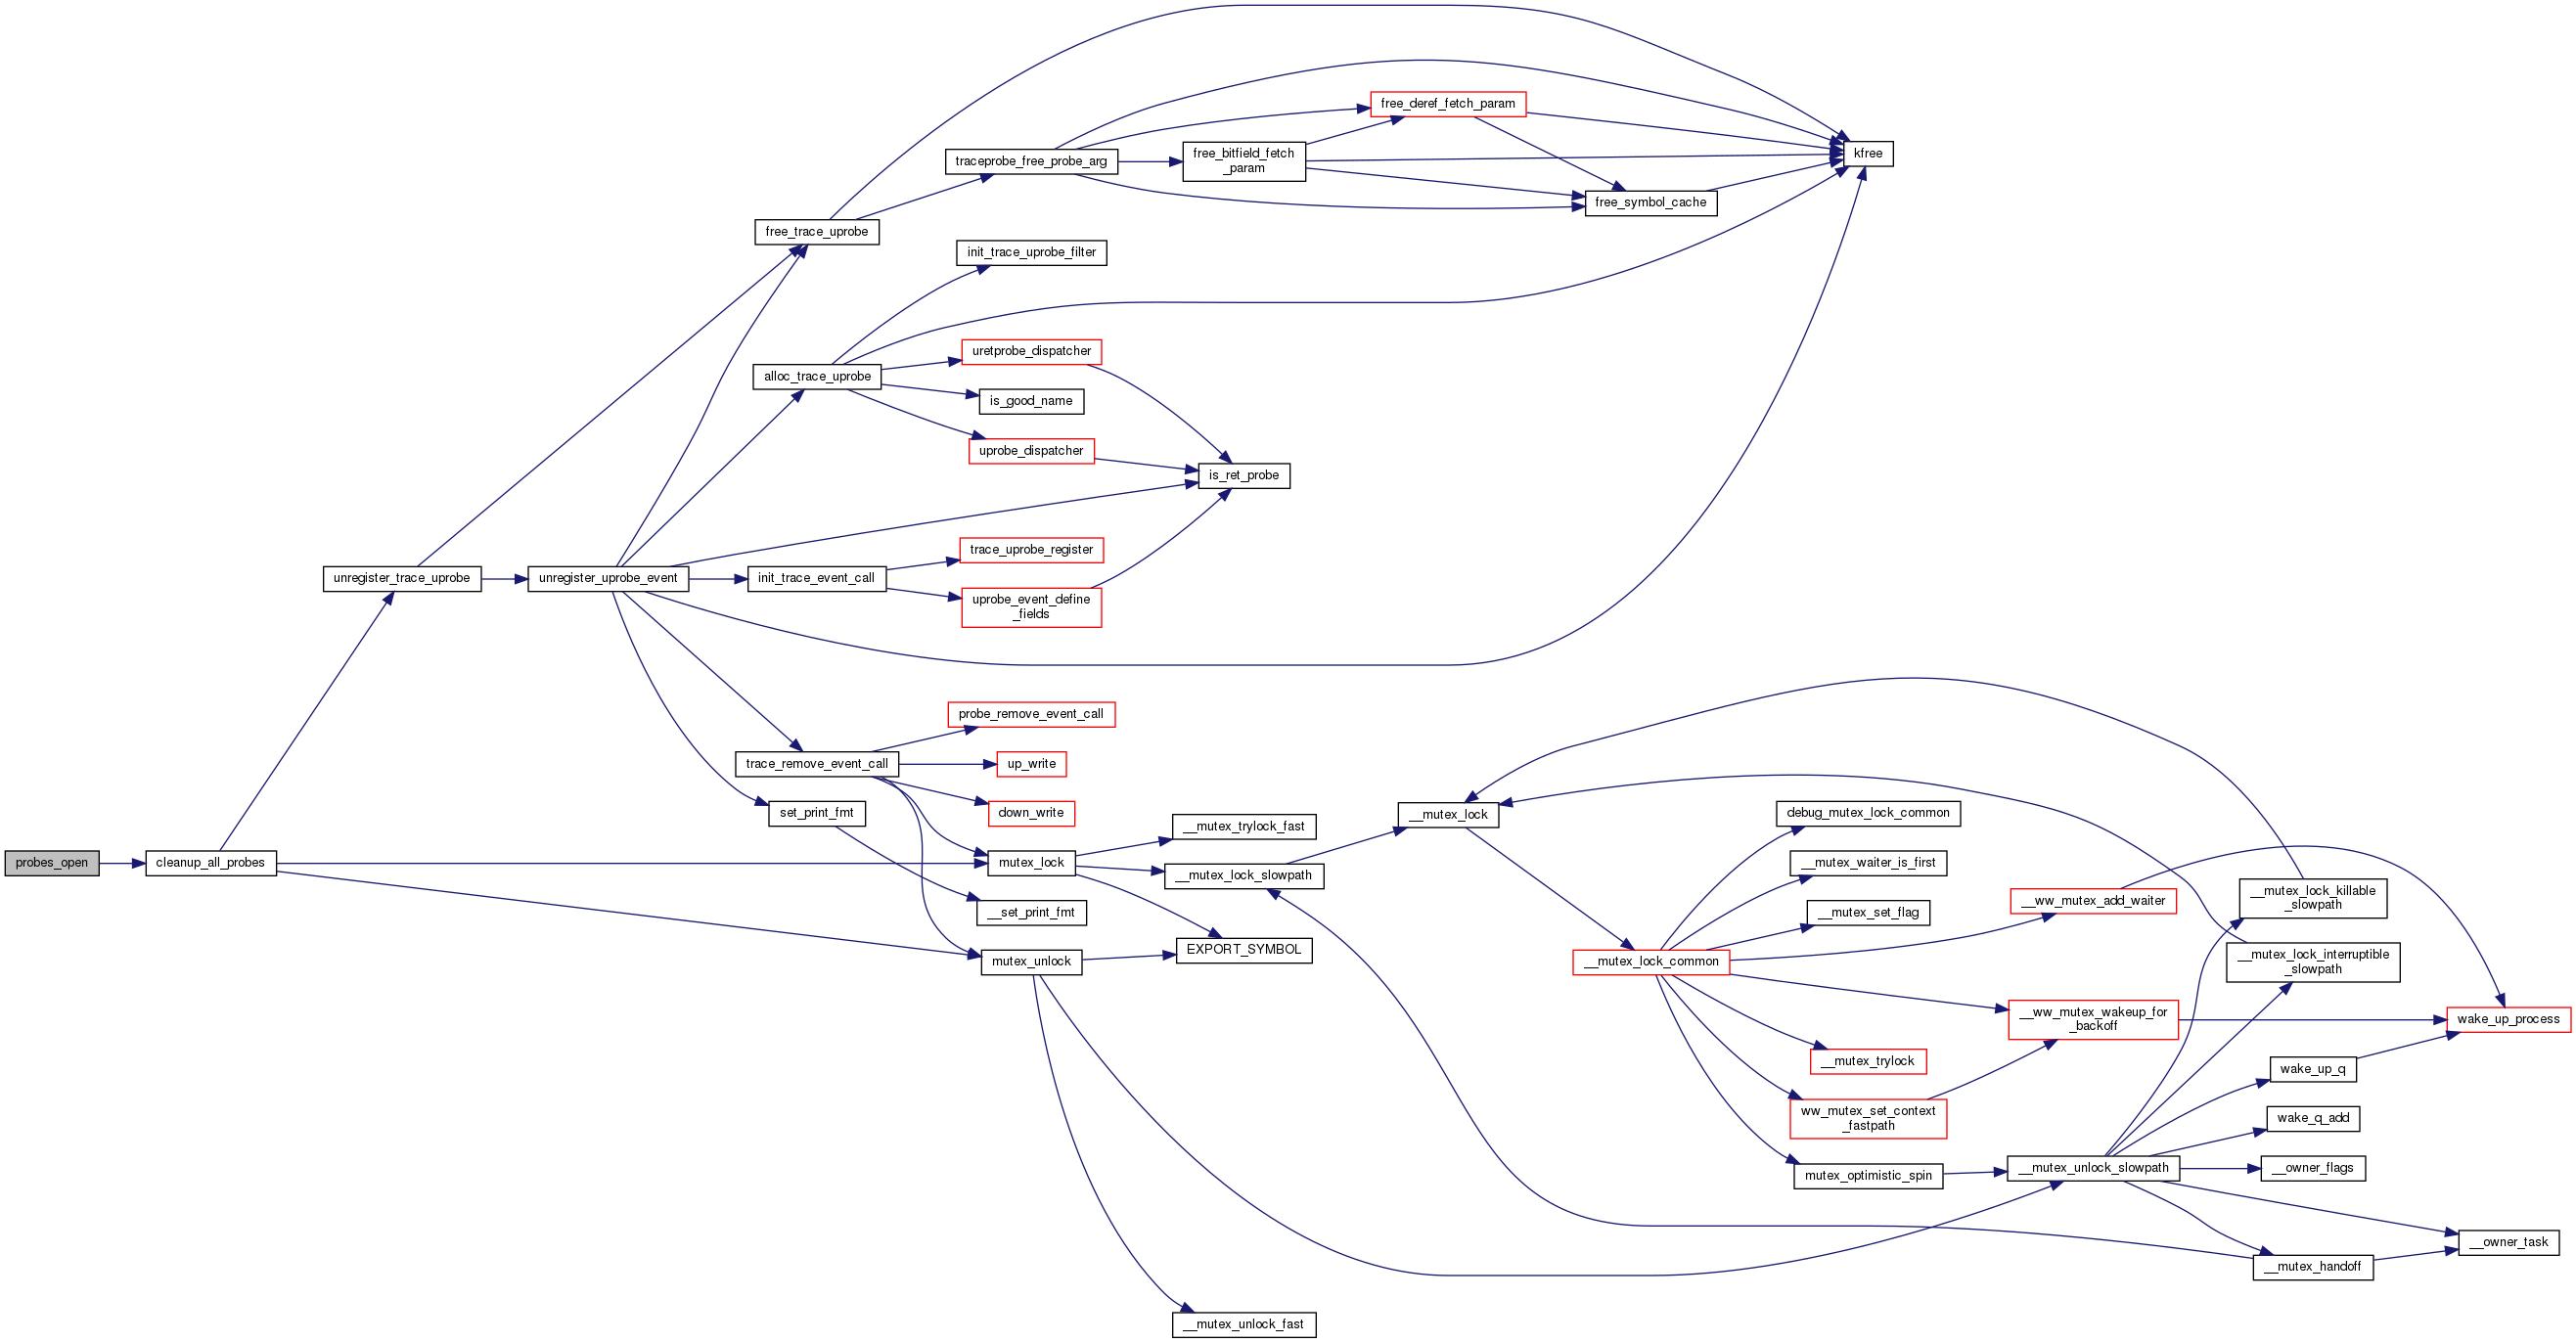 free_deref_fetch_param
traceprobe_free_probe_arg
free_bitfield_fetch
_param
kfree
free_symbol_cache
free_trace_uprobe
init_trace_uprobe_filter
uretprobe_dispatcher
alloc_trace_uprobe
is_good_name
uprobe_dispatcher
is_ret_probe
trace_uprobe_register
unregister_trace_uprobe
unregister_uprobe_event
init_trace_event_call
uprobe_event_define
_fields
probe_remove_event_call
trace_remove_event_call
up_write
down_write
set_print_fmt
__mutex_trylock_fast
__mutex_lock
debug_mutex_lock_common
probes_open
cleanup_all_probes
mutex_lock
__mutex_lock_slowpath
__mutex_waiter_is_first
__ww_mutex_add_waiter
__mutex_lock_killable
_slowpath
__set_print_fmt
__mutex_set_flag
EXPORT_SYMBOL
mutex_unlock
__mutex_lock_common
__mutex_lock_interruptible
_slowpath
__ww_mutex_wakeup_for
_backoff
wake_up_process
__mutex_trylock
wake_up_q
ww_mutex_set_context
_fastpath
wake_q_add
mutex_optimistic_spin
__mutex_unlock_slowpath
__owner_flags
__owner_task
__mutex_handoff
__mutex_unlock_fast